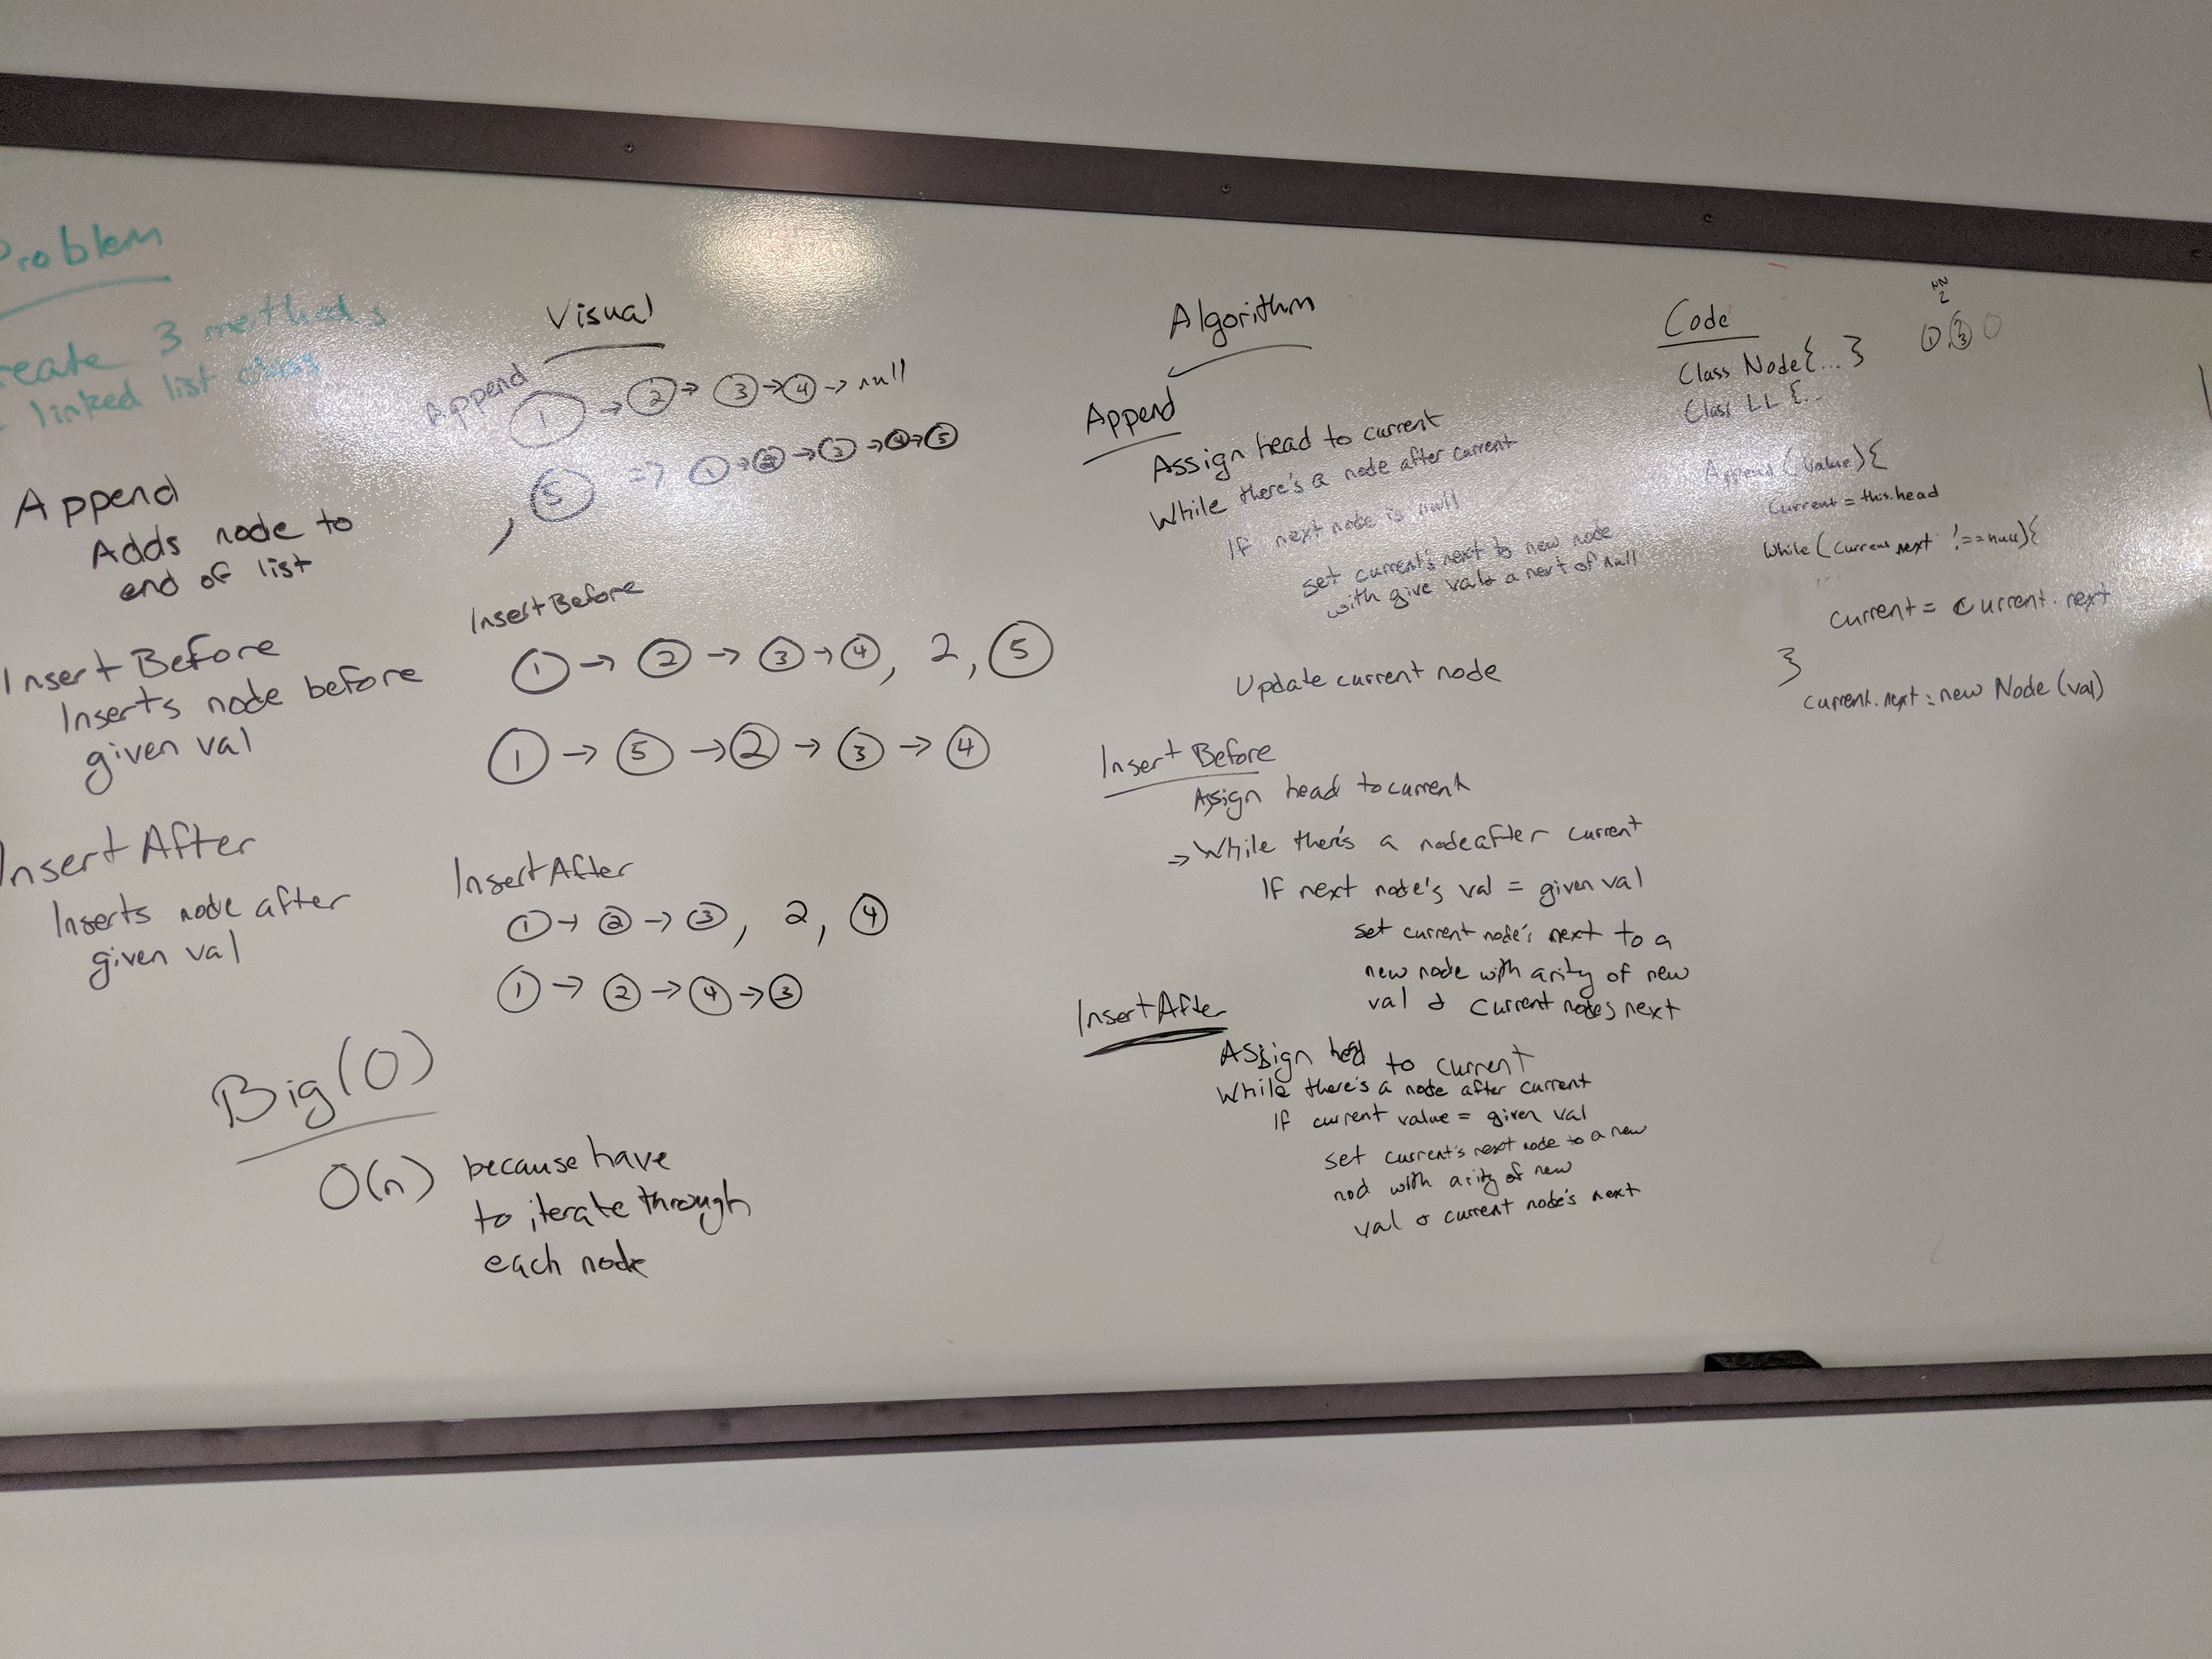 Problem
reate 3 methods
linked list class
Append
Adds node to
end of list
Insert Before
Inserts node before
given val
Insert After
Inserts node after
given val
Big(O)
O(n) because have
to iterate through
each node
Visual
Append
1 → 2 → 3 → 4 → null
, 5 => 1 → 2 → 3 → 4 → 5
Insert Before
1 → 2 → 3 → 4, 2, 5
1 → 5 → 2 → 3 → 4
Insert After
1 → 2 → 3, 2, 4
1 → 2 → 4 → 3
Algorithm
Append
Assign head to current
While there's a node after current
If next node is null
set current's next to new node
with give val & a next of null
Update current node
Insert Before
Assign head to current
→ While there's a node after current
If next node's val = given val
set current node's next to a
new node with arity of new
val & current nodes next
Insert After
Assign head to current
While there's a node after current
If current value = given val
set current's next node to a new
nod with arity of new
val & current node's next
Code
NN
2
1 3
Class Node{...}
Class LL {..
Append (value){
Current = this.head
While (current.next !==null){
current = current.next
}
current.next = new Node (val)